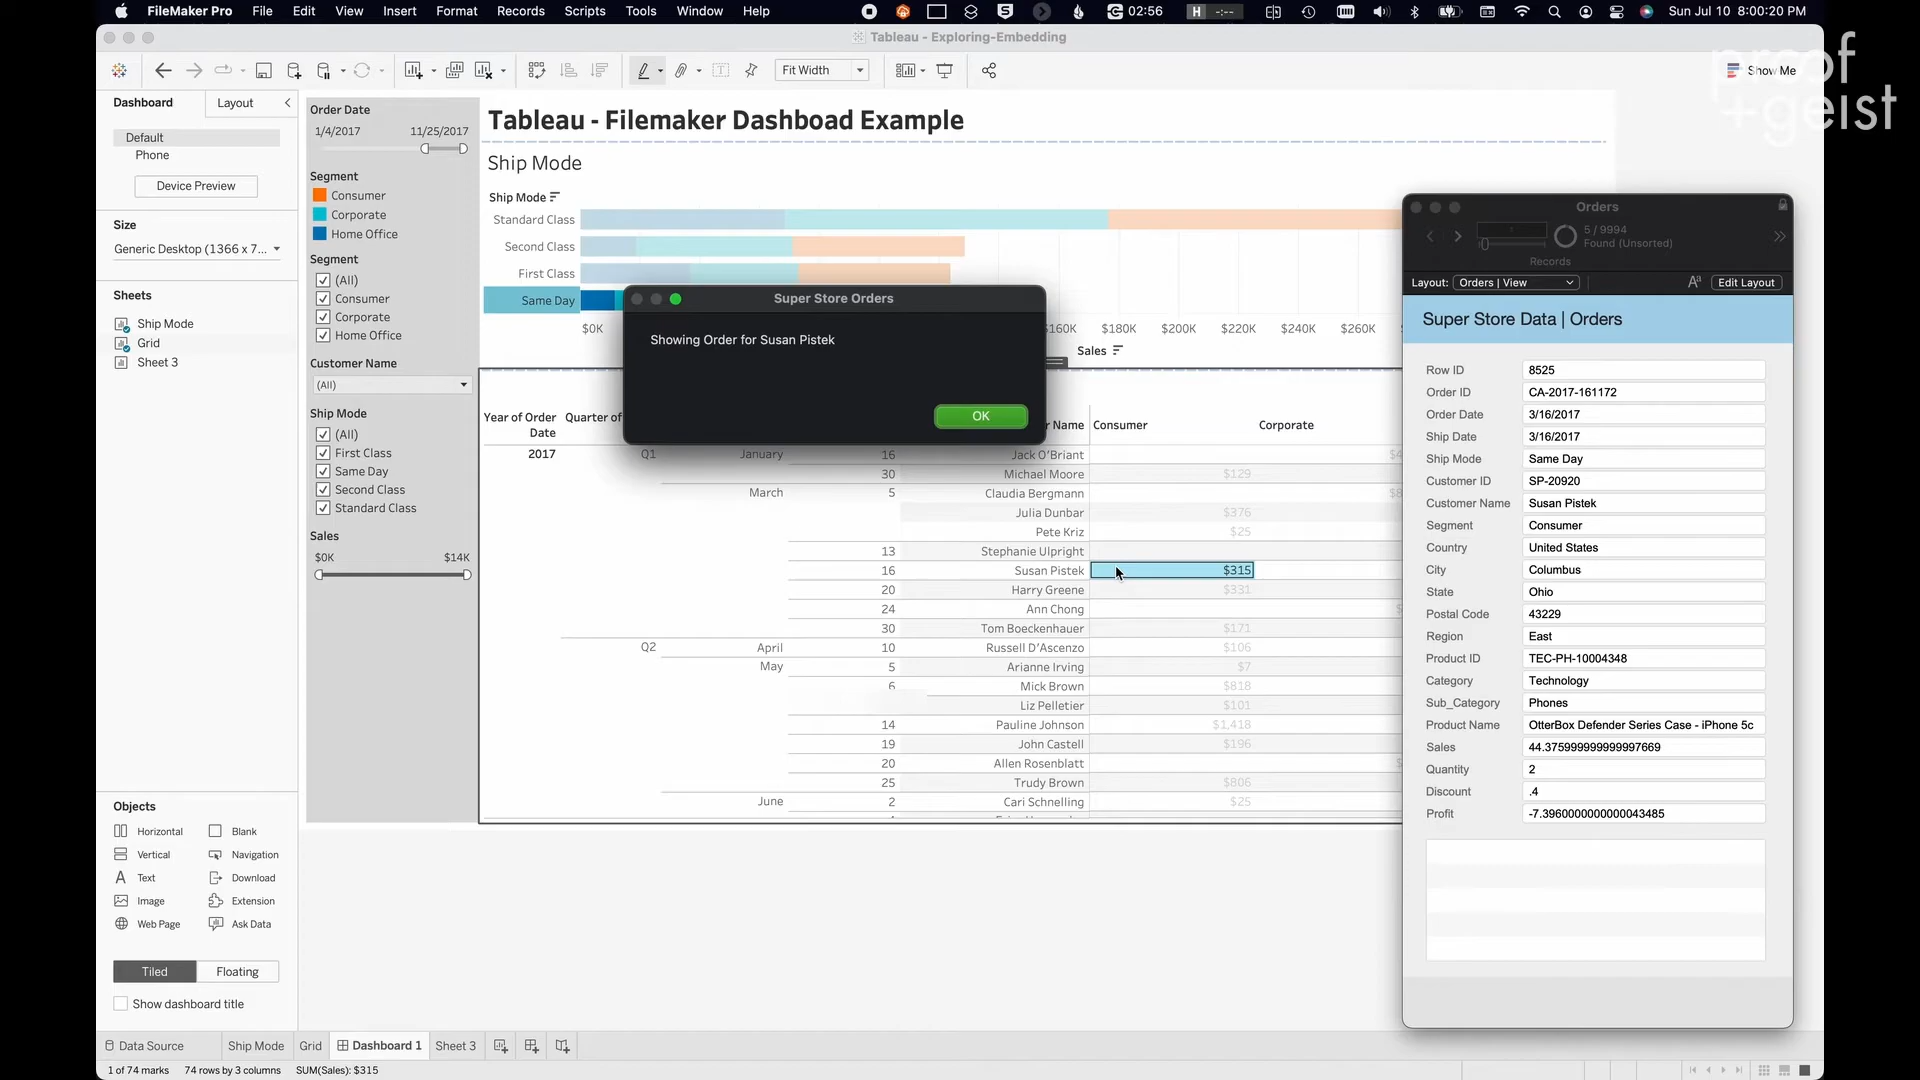 FileMaker Pro File Edit View Insert Format Records Scripts Tools Window Help 02:56 H -:-- Sun Jul 10 8:00:20 PM
Tableau - Exploring-Embedding
proof
+geist
Fit Width
Show Me
Dashboard Layout
Default
Phone
Device Preview
Size
Generic Desktop (1366 x 7...
Sheets
Ship Mode
Grid
Sheet 3
Objects
Horizontal Blank
Vertical Navigation
Text Download
Image Extension
Web Page Ask Data
Tiled Floating
Show dashboard title
Order Date
1/4/2017 11/25/2017
Segment
Consumer
Corporate
Home Office
Segment
(All)
Consumer
Corporate
Home Office
Customer Name
(All)
Ship Mode
(All)
First Class
Same Day
Second Class
Standard Class
Sales
$0K $14K
Tableau - Filemaker Dashboad Example
Ship Mode
Ship Mode
Standard Class
Second Class
First Class
Same Day
$0K $160K $180K $200K $220K $240K $260K
Sales
Super Store Orders
Showing Order for Susan Pistek
OK
Year of Order Date Quarter of Name Consumer Corporate
2017 Q1 January 16 Jack O'Briant
30 Michael Moore $129
March 5 Claudia Bergmann
Julia Dunbar $376
Pete Kriz $25
13 Stephanie Ulpright
16 Susan Pistek $315
20 Harry Greene $331
24 Ann Chong
30 Tom Boeckenhauer $171
Q2 April 10 Russell D'Ascenzo $106
May 5 Arianne Irving $7
6 Mick Brown $818
Liz Pelletier $101
14 Pauline Johnson $1,418
19 John Castell $196
20 Allen Rosenblatt
25 Trudy Brown $806
June 2 Cari Schnelling $25
Orders
5 / 9994
Found (Unsorted)
Records
Layout: Orders | View Edit Layout
Super Store Data | Orders
Row ID 8525
Order ID CA-2017-161172
Order Date 3/16/2017
Ship Date 3/16/2017
Ship Mode Same Day
Customer ID SP-20920
Customer Name Susan Pistek
Segment Consumer
Country United States
City Columbus
State Ohio
Postal Code 43229
Region East
Product ID TEC-PH-10004348
Category Technology
Sub_Category Phones
Product Name OtterBox Defender Series Case - iPhone 5c
Sales 44.375999999999997669
Quantity 2
Discount .4
Profit -7.3960000000000043485
Data Source Ship Mode Grid Dashboard 1 Sheet 3
1 of 74 marks 74 rows by 3 columns SUM(Sales): $315